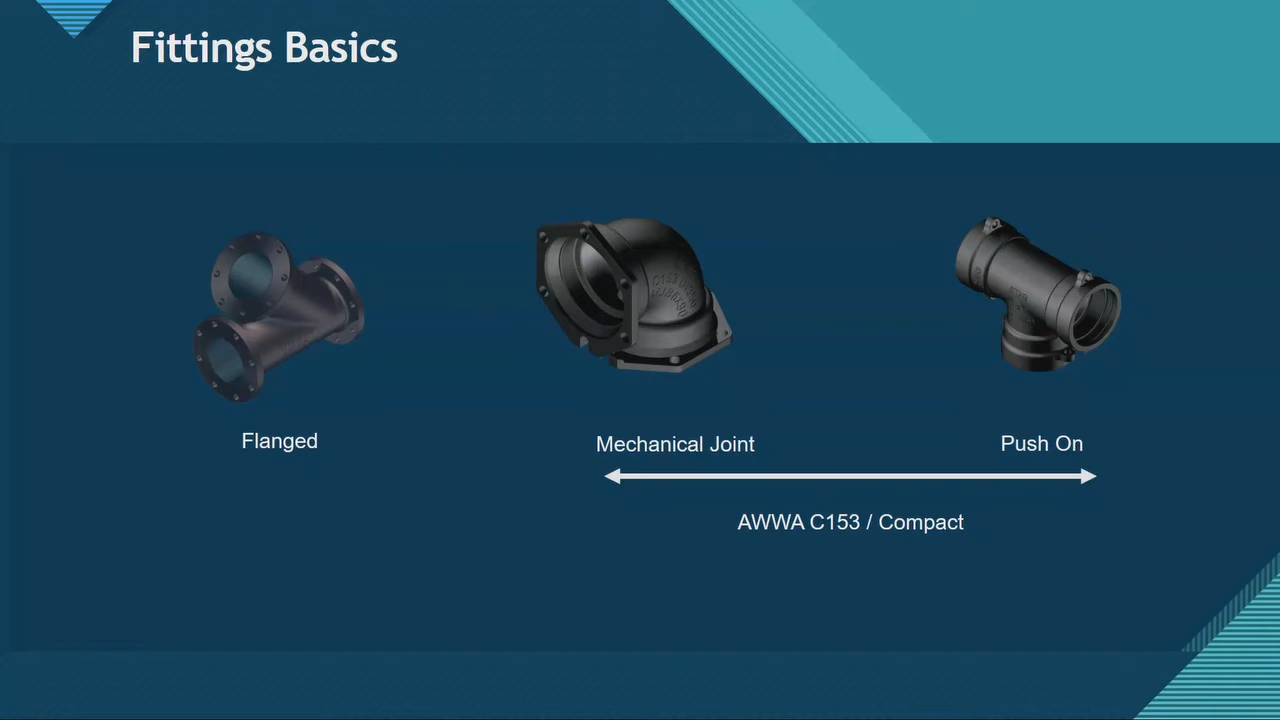 Fittings Basics
Flanged
Mechanical Joint
Push On
AWWA C153 / Compact